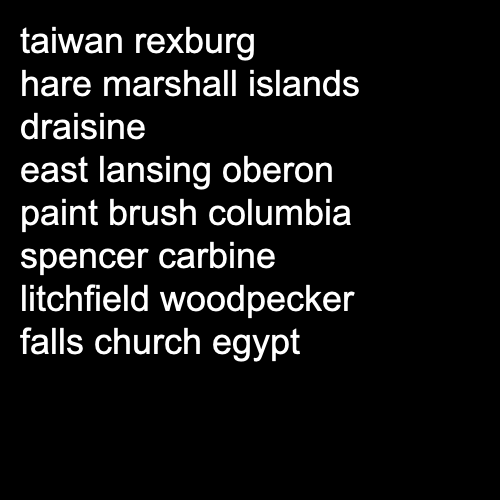 taiwan rexburg
hare marshall islands
draisine
east lansing oberon
paint brush columbia
spencer carbine
litchfield woodpecker
falls church egypt